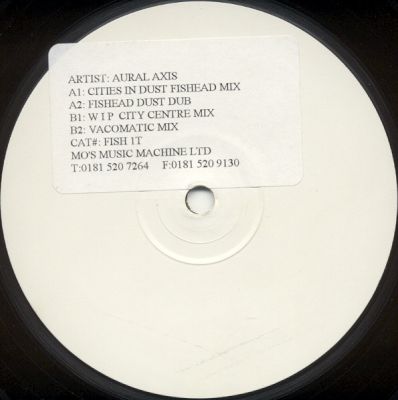 ARTIST: AURAL AXIS
A1: CITIES IN DUST FISHEAD MIX
A2: FISHEAD DUST DUB
B1: W I P CITY CENTRE MIX
B2: VACOMATIC MIX
CAT#: FISH 1T
MO'S MUSIC MACHINE LTD
T:0181 520 7264 F:0181 520 9130